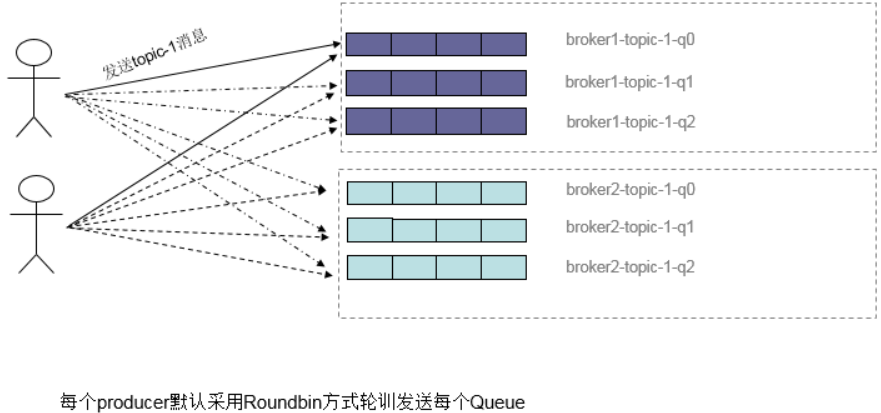 发送topic-1消息
broker1-topic-1-q0
broker1-topic-1-q1
broker1-topic-1-q2
broker2-topic-1-q0
broker2-topic-1-q1
broker2-topic-1-q2
每个producer默认采用Roundbin方式轮训发送每个Queue